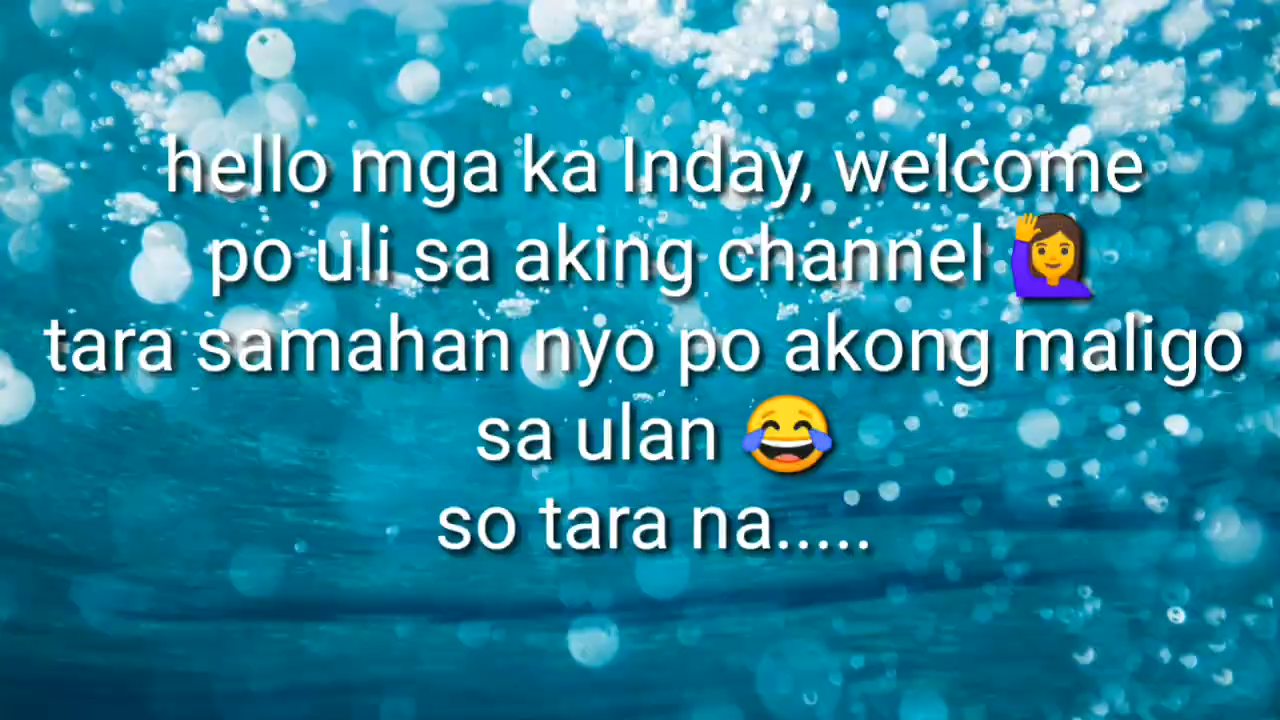 hello mga ka Inday, welcome
po uli sa aking channel 🙋‍♀️
tara samahan nyo po akong maligo
sa ulan 😂
so tara na.....